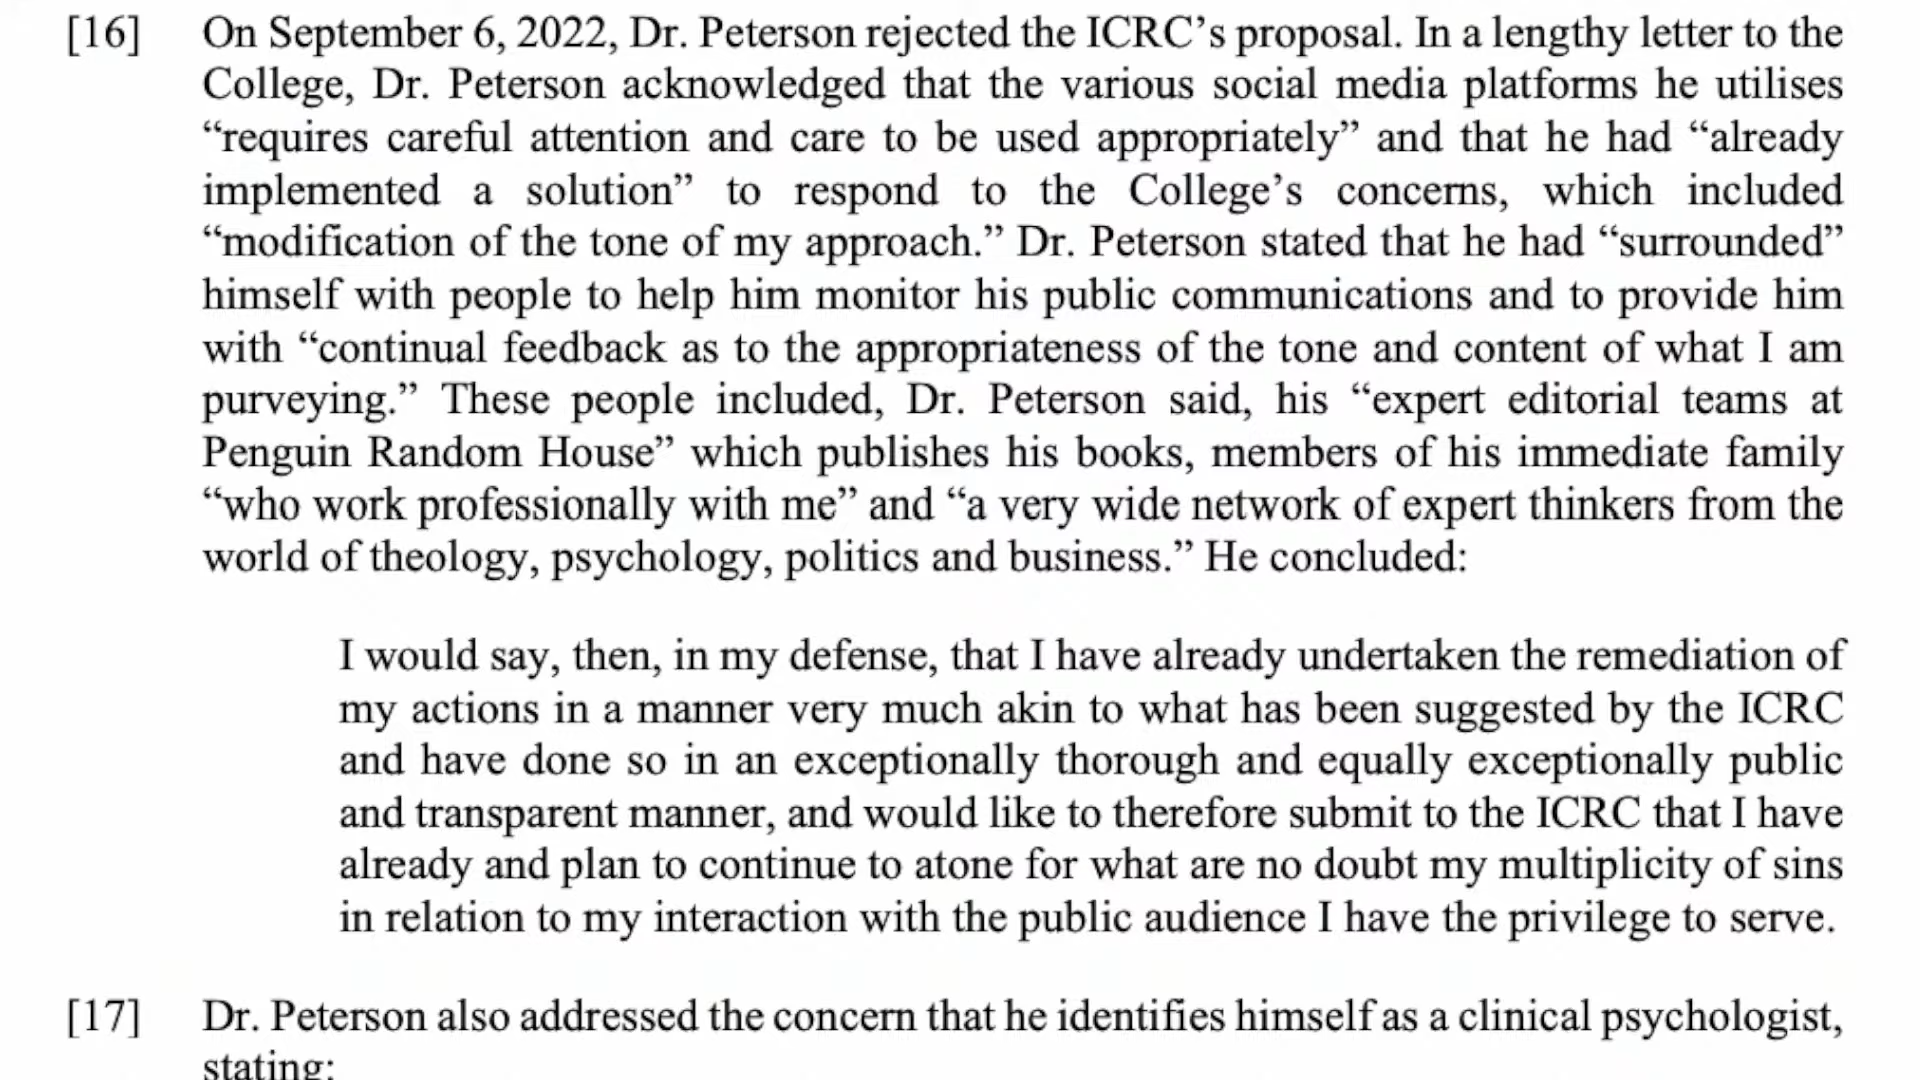 [16] On September 6, 2022, Dr. Peterson rejected the ICRC’s proposal. In a lengthy letter to the
College, Dr. Peterson acknowledged that the various social media platforms he utilises
“requires careful attention and care to be used appropriately” and that he had “already
implemented a solution” to respond to the College’s concerns, which included
“modification of the tone of my approach.” Dr. Peterson stated that he had “surrounded”
himself with people to help him monitor his public communications and to provide him
with “continual feedback as to the appropriateness of the tone and content of what I am
purveying.” These people included, Dr. Peterson said, his “expert editorial teams at
Penguin Random House” which publishes his books, members of his immediate family
“who work professionally with me” and “a very wide network of expert thinkers from the
world of theology, psychology, politics and business.” He concluded:
I would say, then, in my defense, that I have already undertaken the remediation of
my actions in a manner very much akin to what has been suggested by the ICRC
and have done so in an exceptionally thorough and equally exceptionally public
and transparent manner, and would like to therefore submit to the ICRC that I have
already and plan to continue to atone for what are no doubt my multiplicity of sins
in relation to my interaction with the public audience I have the privilege to serve.
[17] Dr. Peterson also addressed the concern that he identifies himself as a clinical psychologist,
stating: